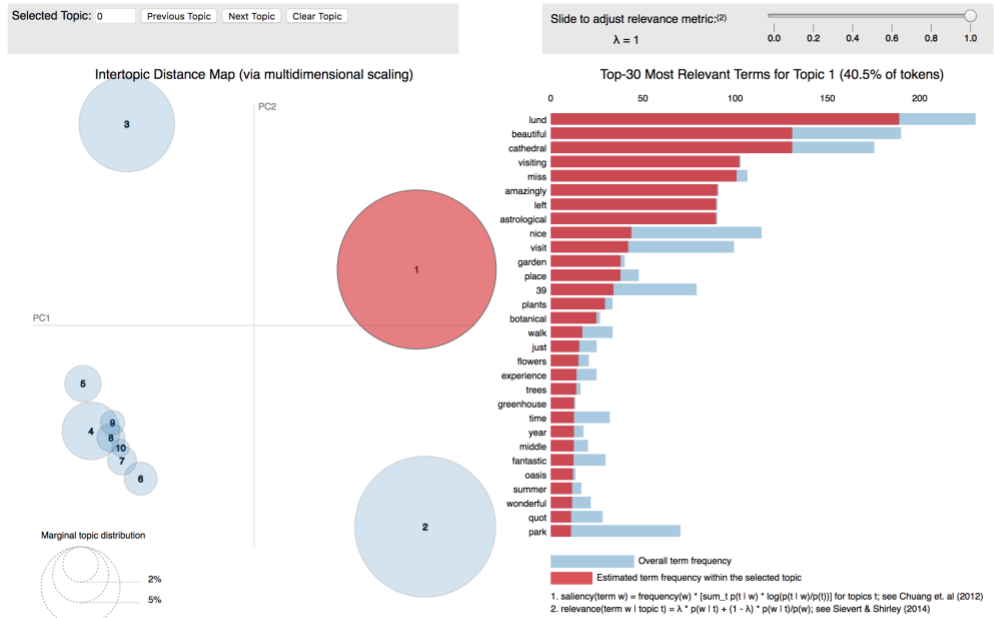 Selected Topic: 0 Previous Topic Next Topic Clear Topic
Slide to adjust relevance metric:(2)
λ = 1
0.0 0.2 0.4 0.6 0.8 1.0
Intertopic Distance Map (via multidimensional scaling)
PC2
PC1
3
1
5
4
9
8
10
7
6
2
Marginal topic distribution
2%
5%
Top-30 Most Relevant Terms for Topic 1 (40.5% of tokens)
0 50 100 150 200
lund
beautiful
cathedral
visiting
miss
amazingly
left
astrological
nice
visit
garden
place
39
plants
botanical
walk
just
flowers
experience
trees
greenhouse
time
year
middle
fantastic
oasis
summer
wonderful
quot
park
Overall term frequency
Estimated term frequency within the selected topic
1. saliency(term w) = frequency(w) * [sum_t p(t | w) * log(p(t | w)/p(t))] for topics t; see Chuang et. al (2012)
2. relevance(term w | topic t) = λ * p(w | t) + (1 - λ) * p(w | t)/p(w); see Sievert & Shirley (2014)